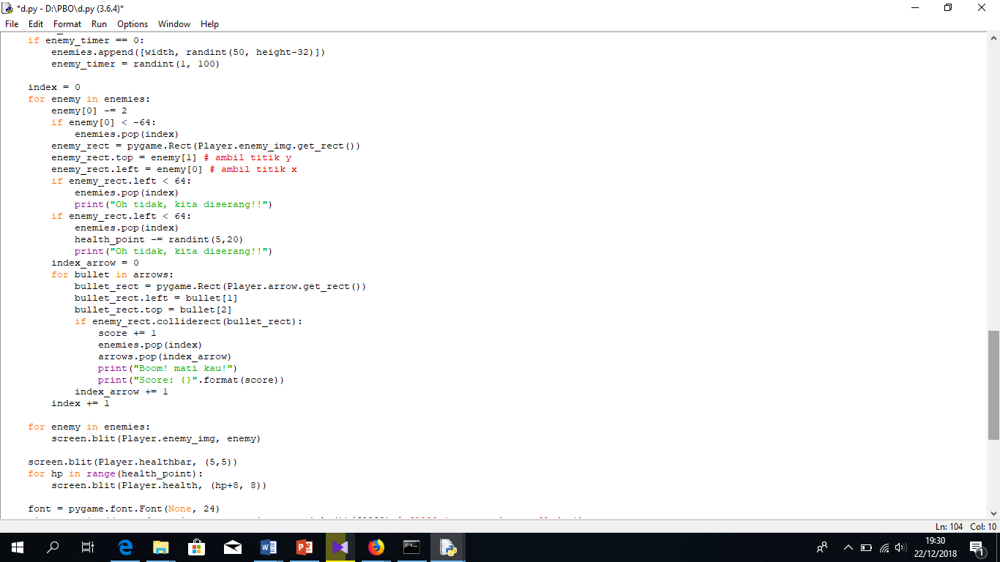 *d.py - D:\PBO\d.py (3.6.4)*
File Edit Format Run Options Window Help
if enemy_timer == 0:
enemies.append([width, randint(50, height-32)])
enemy_timer = randint(1, 100)
index = 0
for enemy in enemies:
enemy[0] -= 2
if enemy[0] < -64:
enemies.pop(index)
enemy_rect = pygame.Rect(Player.enemy_img.get_rect())
enemy_rect.top = enemy[1] # ambil titik y
enemy_rect.left = enemy[0] # ambil titik x
if enemy_rect.left < 64:
enemies.pop(index)
print("Oh tidak, kita diserang!!")
if enemy_rect.left < 64:
enemies.pop(index)
health_point -= randint(5,20)
print("Oh tidak, kita diserang!!")
index_arrow = 0
for bullet in arrows:
bullet_rect = pygame.Rect(Player.arrow.get_rect())
bullet_rect.left = bullet[1]
bullet_rect.top = bullet[2]
if enemy_rect.colliderect(bullet_rect):
score += 1
enemies.pop(index)
arrows.pop(index_arrow)
print("Boom! mati kau!")
print("Score: {}".format(score))
index_arrow += 1
index += 1
for enemy in enemies:
screen.blit(Player.enemy_img, enemy)
screen.blit(Player.healthbar, (5,5))
for hp in range(health_point):
screen.blit(Player.health, (hp+8, 8))
font = pygame.font.Font(None, 24)
Ln: 104 Col: 10
19:30
22/12/2018
1